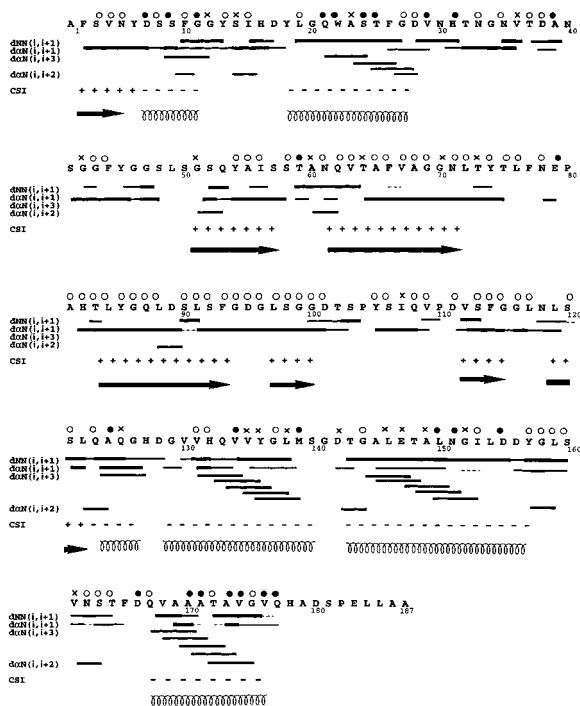 A F S V N Y D S S F G G Y S I H D Y L G Q W A S T F G D V N H T N G N V T D A N
1 10 20 30
dNN(i,i+1)
dαN(i,i+1)
dαN(i,i+3)
dαN(i,i+2)
CSI + + + + + - - - - - - - - - - - - - - -
S G G F Y G G S L S G S Q Y A I S S T A N Q V T A F V A G G N L T Y T L F N E P
50 60 70 80
dNN(i,i+1)
dαN(i,i+1)
dαN(i,i+3)
dαN(i,i+2)
CSI + + + + + + + + + + + + + + + + + +
A H T L Y G Q L D S L S F G D G L S G G D T S P Y S I Q V P D V S F G G L N L S
90 100 110 120
dNN(i,i+1)
dαN(i,i+1)
dαN(i,i+3)
dαN(i,i+2)
CSI + + + + + + + + + + + + + + + + + + + + +
S L Q A Q G H D G V V H Q V V Y G L M S G D T G A L E T A L N G I L D D Y G L S
130 140 150 160
dNN(i,i+1)
dαN(i,i+1)
dαN(i,i+3)
dαN(i,i+2)
CSI + + + - - - - - - - - - - - - - - - - - - - - - - - - - - - - - -
V N S T F D Q V A A A T A V G V Q H A D S P E L L A A
170 180 187
dNN(i,i+1)
dαN(i,i+1)
dαN(i,i+3)
dαN(i,i+2)
CSI - - - - - - - - - -